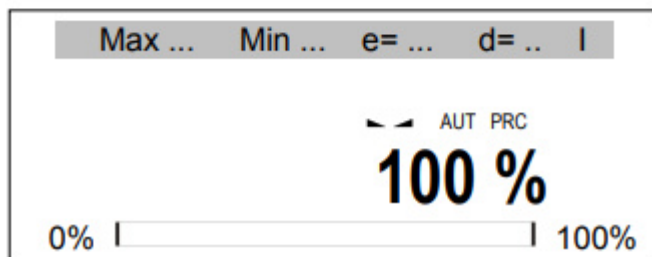 Max ... Min ... e= ... d= .. I
AUT PRC
100 %
0% 100%